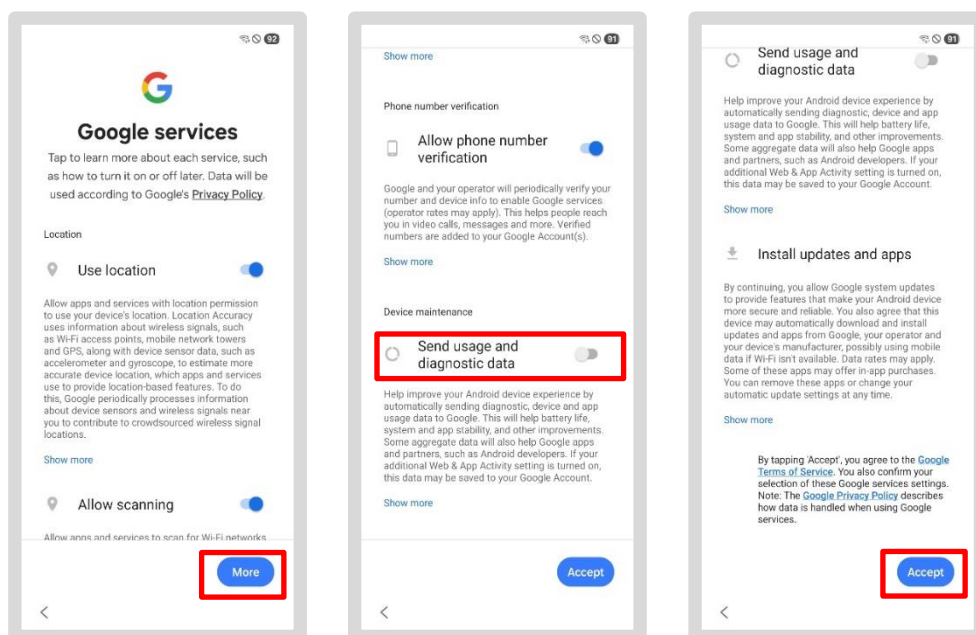 92
Google services
Tap to learn more about each service, such
as how to turn it on or off later. Data will be
used according to Google's Privacy Policy.
Location
Use location
Allow apps and services with location permission
to use your device's location. Location Accuracy
uses information about wireless signals, such
as Wi-Fi access points, mobile network towers
and GPS, along with device sensor data, such as
accelerometer and gyroscope, to estimate more
accurate device location, which apps and services
use to provide location-based features. To do
this, Google periodically processes information
about device sensors and wireless signals near
you to contribute to crowdsourced wireless signal
locations.
Show more
Allow scanning
Allow apps and services to scan for Wi-Fi networks
More
91
Show more
Phone number verification
Allow phone number
verification
Google and your operator will periodically verify your
number and device info to enable Google services
(operator rates may apply). This helps people reach
you in video calls, messages and more. Verified
numbers are added to your Google Account(s).
Show more
Device maintenance
Send usage and
diagnostic data
Help improve your Android device experience by
automatically sending diagnostic, device and app
usage data to Google. This will help battery life,
system and app stability, and other improvements.
Some aggregate data will also help Google apps
and partners, such as Android developers. If your
additional Web & App Activity setting is turned on,
this data may be saved to your Google Account.
Show more
Accept
91
Send usage and
diagnostic data
Help improve your Android device experience by
automatically sending diagnostic, device and app
usage data to Google. This will help battery life,
system and app stability, and other improvements.
Some aggregate data will also help Google apps
and partners, such as Android developers. If your
additional Web & App Activity setting is turned on,
this data may be saved to your Google Account.
Show more
Install updates and apps
By continuing, you allow Google system updates
to provide features that make your Android device
more secure and reliable. You also agree that this
device may automatically download and install
updates and apps from Google, your operator and
your device's manufacturer, possibly using mobile
data if Wi-Fi isn't available. Data rates may apply.
Some of these apps may offer in-app purchases.
You can remove these apps or change your
automatic update settings at any time.
Show more
By tapping 'Accept', you agree to the Google
Terms of Service. You also confirm your
selection of these Google services settings.
Note: The Google Privacy Policy describes
how data is handled when using Google
services.
Accept